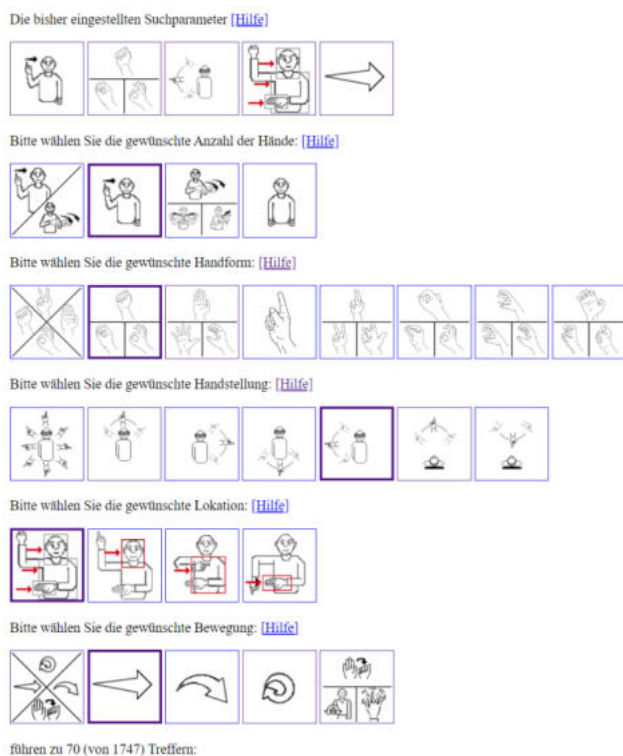 Die bisher eingestellten Suchparameter [Hilfe]
Bitte wählen Sie die gewünschte Anzahl der Hände: [Hilfe]
Bitte wählen Sie die gewünschte Handform: [Hilfe]
Bitte wählen Sie die gewünschte Handstellung: [Hilfe]
Bitte wählen Sie die gewünschte Lokation: [Hilfe]
Bitte wählen Sie die gewünschte Bewegung: [Hilfe]
führen zu 70 (von 1747) Treffern: